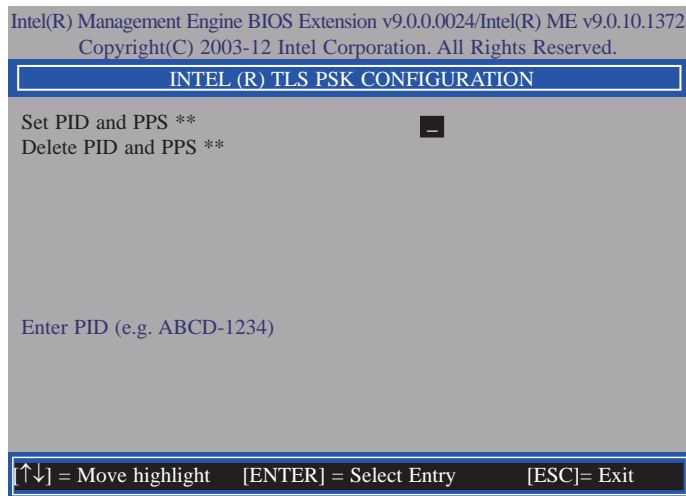 Intel(R) Management Engine BIOS Extension v9.0.0.0024/Intel(R) ME v9.0.10.1372
Copyright(C) 2003-12 Intel Corporation. All Rights Reserved.
INTEL (R) TLS PSK CONFIGURATION
Set PID and PPS ** _
Delete PID and PPS **
Enter PID (e.g. ABCD-1234)
[↑↓] = Move highlight [ENTER] = Select Entry [ESC]= Exit